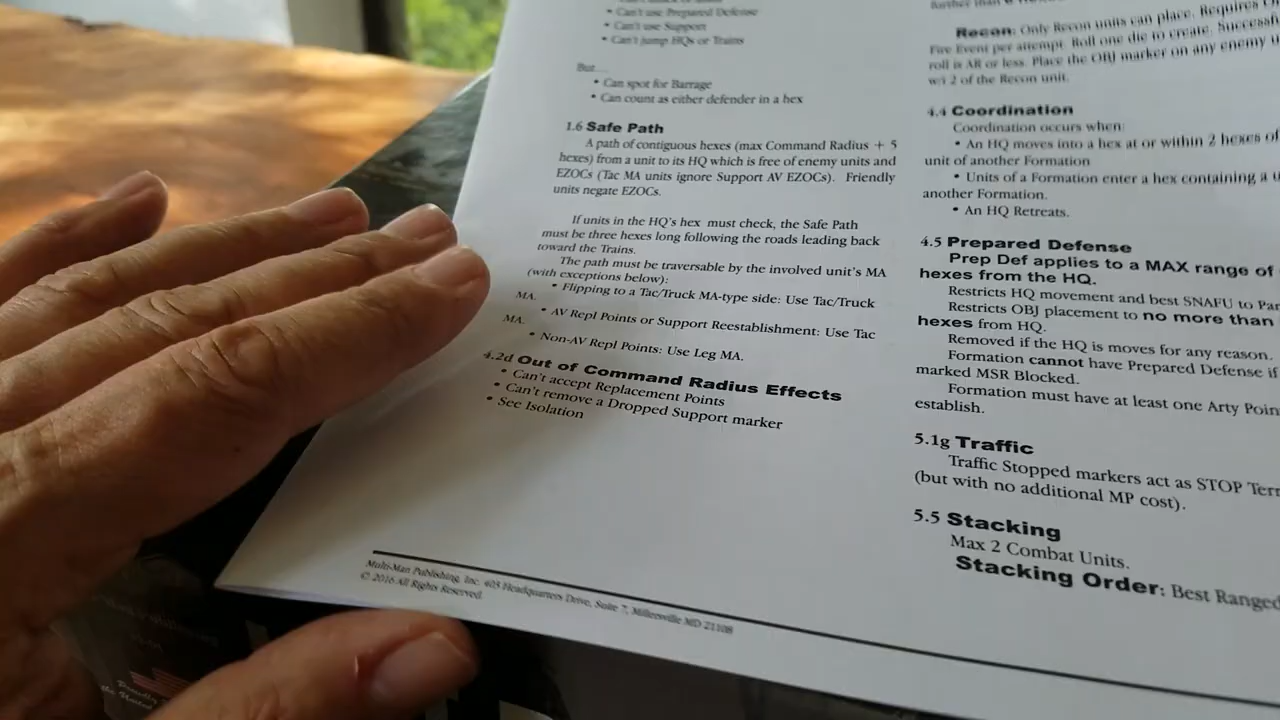 • Can't use Prepared Defense
• Can't use Support
• Can't jump HQs or Trains
But....
• Can spot for Barrage
• Can count as either defender in a hex
1.6 Safe Path
A path of contiguous hexes (max Command Radius + 5
hexes) from a unit to its HQ which is free of enemy units and
EZOCs (Tac MA units ignore Support AV EZOCs). Friendly
units negate EZOCs.
If units in the HQ's hex must check, the Safe Path
must be three hexes long following the roads leading back
toward the Trains.
The path must be traversable by the involved unit's MA
(with exceptions below):
• Flipping to a Tac/Truck MA-type side: Use Tac/Truck
MA.
• AV Repl Points or Support Reestablishment: Use Tac
MA.
• Non-AV Repl Points: Use Leg MA.
4.2d Out of Command Radius Effects
• Can't accept Replacement Points
• Can't remove a Dropped Support marker
• See Isolation
Multi-Man Publishing, Inc. 403 Headquarters Drive, Suite 7, Millersville MD 21108
© 2016 All Rights Reserved.
further than
Recon: Only Recon units can place. Requires
Fire Event per attempt. Roll one die to create. Successful
roll is AR or less. Place the OBJ marker on any enemy
w/i 2 of the Recon unit.
4.4 Coordination
Coordination occurs when:
• An HQ moves into a hex at or within 2 hexes of
unit of another Formation
• Units of a Formation enter a hex containing a
another Formation.
• An HQ Retreats.
4.5 Prepared Defense
Prep Def applies to a MAX range of
hexes from the HQ.
Restricts HQ movement and best SNAFU to Par
Restricts OBJ placement to no more than
hexes from HQ.
Removed if the HQ is moves for any reason.
Formation cannot have Prepared Defense if
marked MSR Blocked.
Formation must have at least one Arty Poin
establish.
5.1g Traffic
Traffic Stopped markers act as STOP Terr
(but with no additional MP cost).
5.5 Stacking
Max 2 Combat Units.
Stacking Order: Best Ranged
Proudly